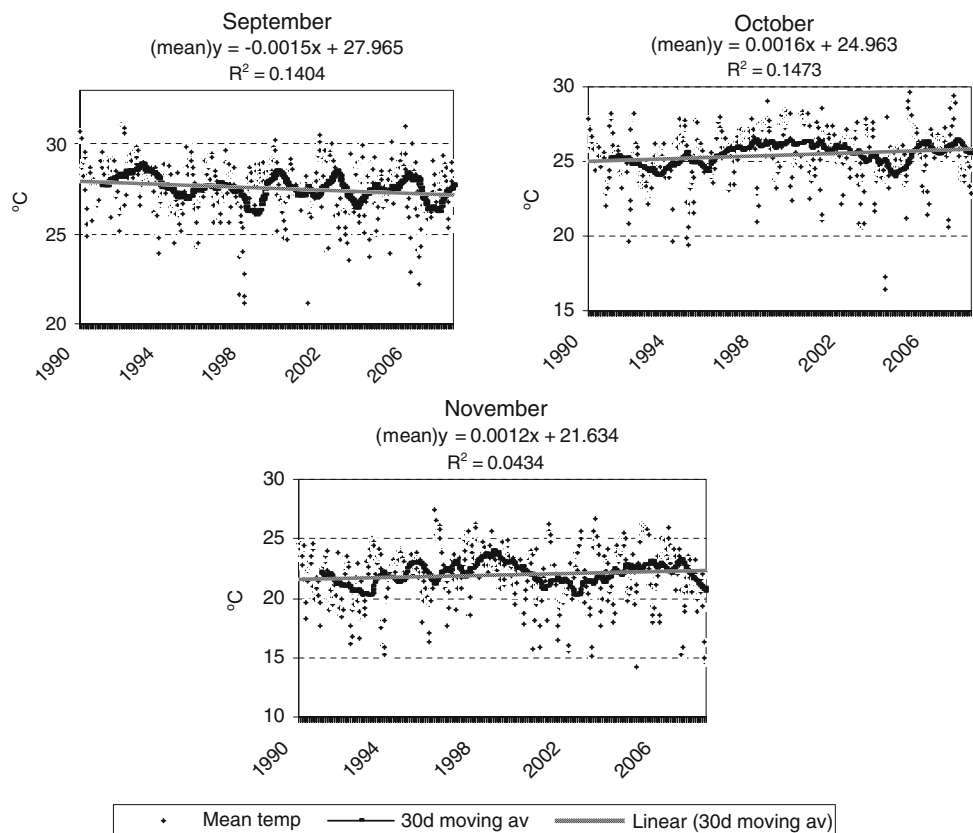 September
(mean)y = -0.0015x + 27.965
R² = 0.1404
30
25
20
°C
1990
1994
1998
2002
2006
October
(mean)y = 0.0016x + 24.963
R² = 0.1473
30
25
20
15
°C
1990
1994
1998
2002
2006
November
(mean)y = 0.0012x + 21.634
R² = 0.0434
30
25
20
15
10
°C
1990
1994
1998
2002
2006
Mean temp 30d moving av Linear (30d moving av)